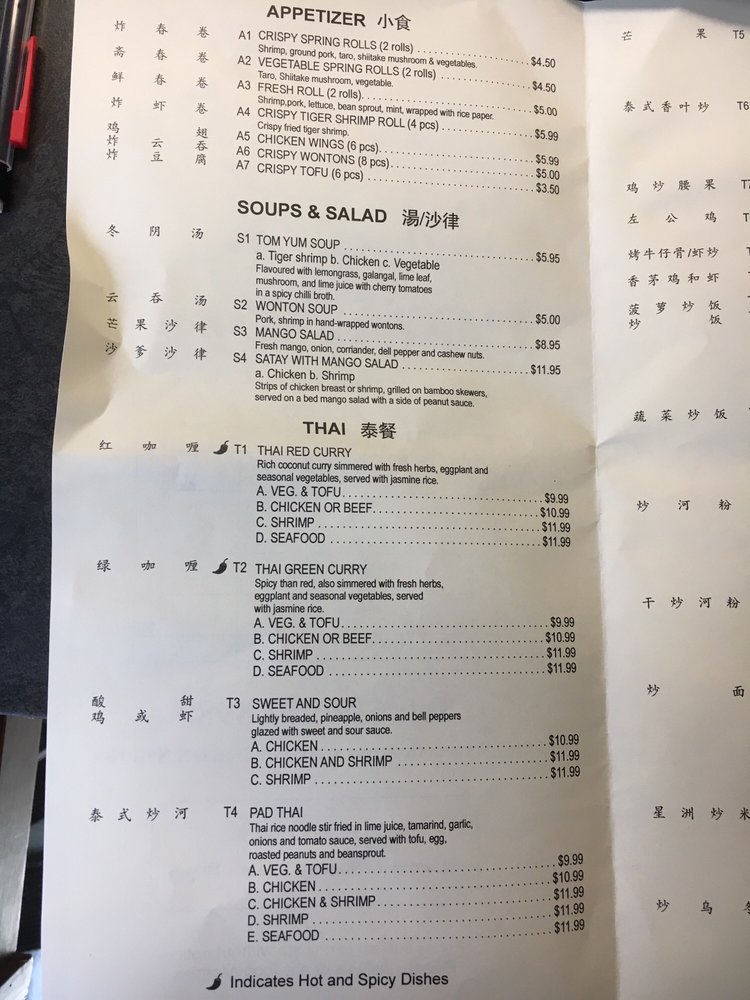 APPETIZER 小食
炸春卷 A1 CRISPY SPRING ROLLS (2 rolls) $4.50
Shrimp, ground pork, taro, shiitake mushroom & vegetables.
斋春卷 A2 VEGETABLE SPRING ROLLS (2 rolls) $4.50
Taro, Shiitake mushroom, vegetable.
鲜春卷 A3 FRESH ROLL (2 rolls). $5.00
Shrimp,pork, lettuce, bean sprout, mint, wrapped with rice paper.
炸虾卷 A4 CRISPY TIGER SHRIMP ROLL (4 pcs) $5.99
Crispy fried tiger shrimp.
鸡翅 A5 CHICKEN WINGS (6 pcs). $5.99
炸云吞 A6 CRISPY WONTONS (8 pcs). $5.00
炸豆腐 A7 CRISPY TOFU (6 pcs) $3.50
SOUPS & SALAD 湯/沙律
冬阴汤 S1 TOM YUM SOUP $5.95
a. Tiger shrimp b. Chicken c. Vegetable
Flavoured with lemongrass, galangal, lime leaf,
mushroom, and lime juice with cherry tomatoes
in a spicy chilli broth.
云吞汤 S2 WONTON SOUP $5.00
Pork, shrimp in hand-wrapped wontons.
芒果沙律 S3 MANGO SALAD $8.95
Fresh mango, onion, corriander, dell pepper and cashew nuts.
沙爹沙律 S4 SATAY WITH MANGO SALAD $11.95
a. Chicken b. Shrimp
Strips of chicken breast or shrimp, grilled on bamboo skewers,
served on a bed mango salad with a side of peanut sauce.
THAI 泰餐
红咖喱 T1 THAI RED CURRY
Rich coconut curry simmered with fresh herbs, eggplant and
seasonal vegetables, served with jasmine rice.
A. VEG. & TOFU $9.99
B. CHICKEN OR BEEF $10.99
C. SHRIMP $11.99
D. SEAFOOD $11.99
绿咖喱 T2 THAI GREEN CURRY
Spicy than red, also simmered with fresh herbs,
eggplant and seasonal vegetables, served
with jasmine rice.
A. VEG. & TOFU $9.99
B. CHICKEN OR BEEF $10.99
C. SHRIMP $11.99
D. SEAFOOD $11.99
酸甜 T3 SWEET AND SOUR
鸡或虾
Lightly breaded, pineapple, onions and bell peppers
glazed with sweet and sour sauce.
A. CHICKEN $10.99
B. CHICKEN AND SHRIMP $11.99
C. SHRIMP $11.99
泰式炒河 T4 PAD THAI
Thai rice noodle stir fried in lime juice, tamarind, garlic,
onions and tomato sauce, served with tofu, egg,
roasted peanuts and beansprout.
A. VEG. & TOFU $9.99
B. CHICKEN $10.99
C. CHICKEN & SHRIMP $11.99
D. SHRIMP $11.99
E. SEAFOOD $11.99
Indicates Hot and Spicy Dishes
芒果 T5
泰式香叶炒 T6
鸡炒腰果
左公鸡
烤牛仔骨/虾炒
香茅鸡和虾
菠萝炒饭
炒饭
蔬菜炒饭
炒河粉
干炒河粉
炒面
星洲炒米
炒乌冬